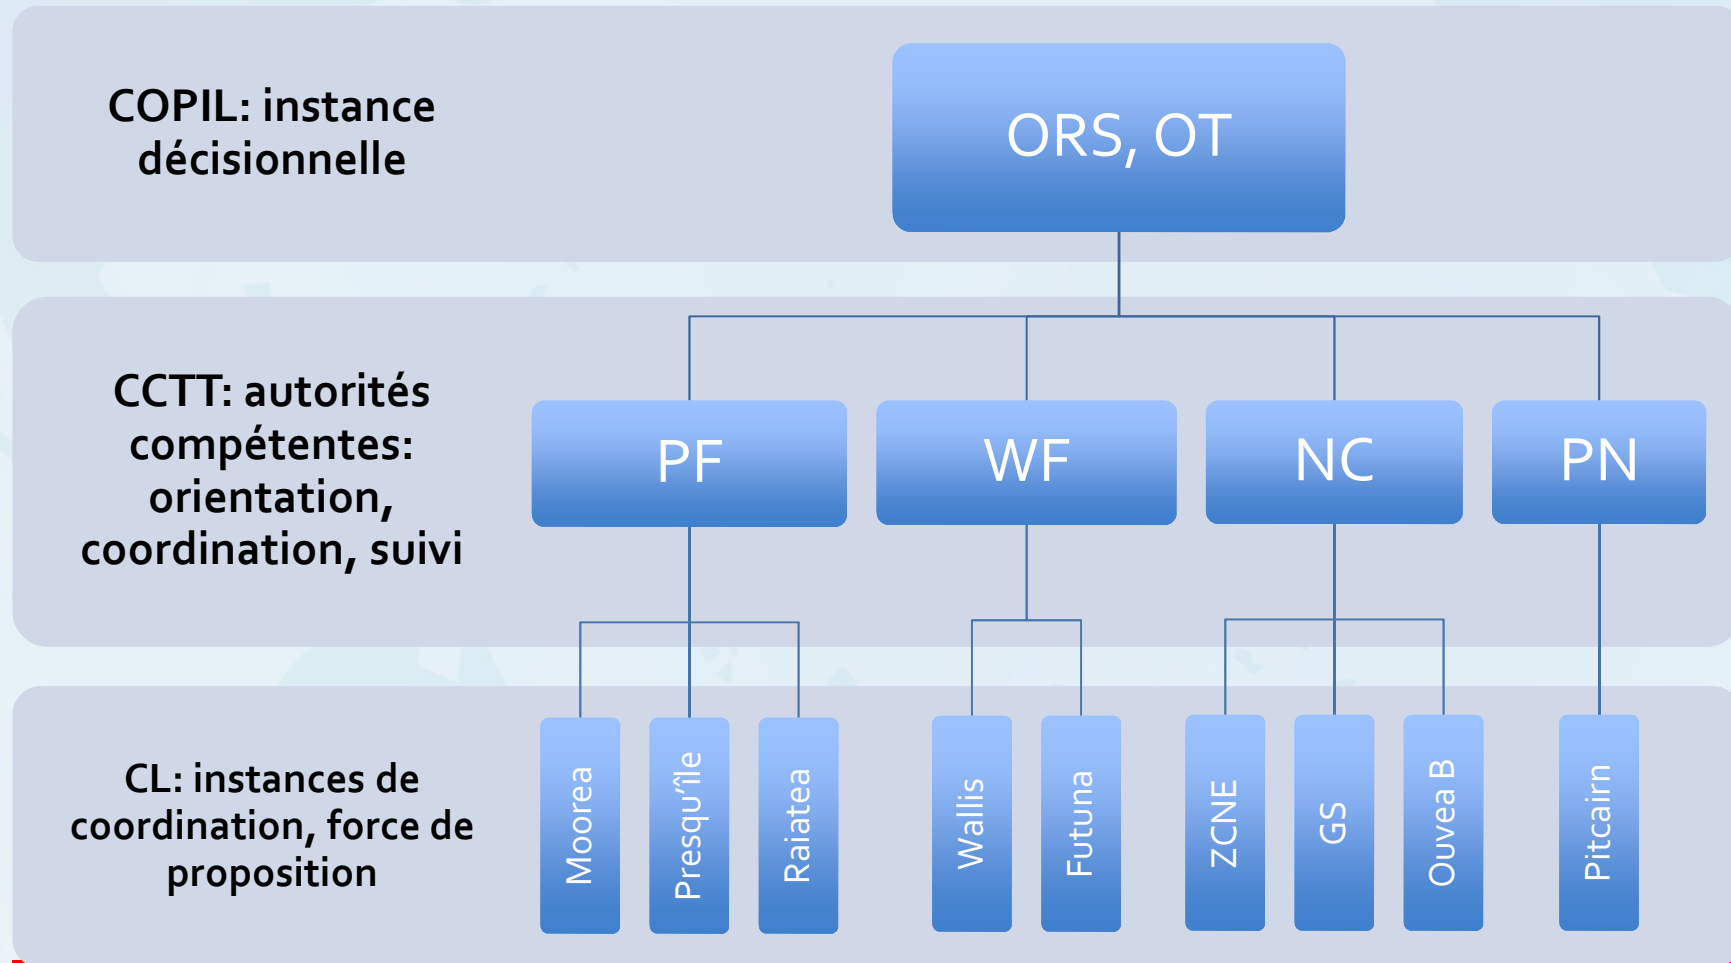 COPIL: instance
décisionnelle
ORS, OT
CCTT: autorités
compétentes:
orientation,
coordination, suivi
PF
WF
NC
PN
CL: instances de
coordination, force de
proposition
Moorea
Presqu’île
Raiatea
Wallis
Futuna
ZCNE
GS
Ouvea B
Pitcairn